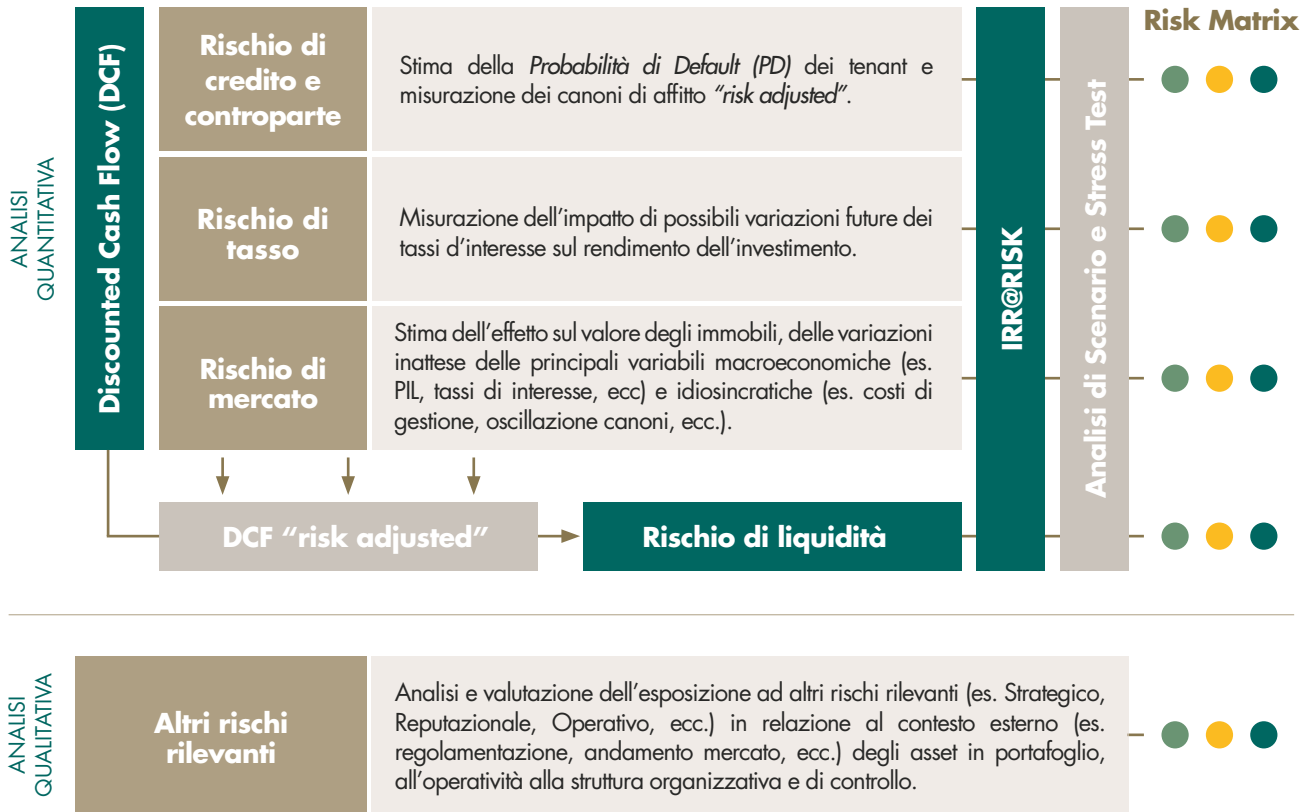 Risk Matrix
ANALISI
QUANTITATIVA
Discounted Cash Flow (DCF)
Rischio di
credito e
controparte
Stima della Probabilità di Default (PD) dei tenant e
misurazione dei canoni di affitto “risk adjusted”.
Rischio di
tasso
Misurazione dell’impatto di possibili variazioni future dei
tassi d’interesse sul rendimento dell’investimento.
Rischio di
mercato
Stima dell’effetto sul valore degli immobili, delle variazioni
inattese delle principali variabili macroeconomiche (es.
PIL, tassi di interesse, ecc) e idiosincratiche (es. costi di
gestione, oscillazione canoni, ecc.).
IRR@RISK
Analisi di Scenario e Stress Test
DCF “risk adjusted”
Rischio di liquidità
ANALISI
QUALITATIVA
Altri rischi
rilevanti
Analisi e valutazione dell’esposizione ad altri rischi rilevanti (es. Strategico,
Reputazionale, Operativo, ecc.) in relazione al contesto esterno (es.
regolamentazione, andamento mercato, ecc.) degli asset in portafoglio,
all’operatività alla struttura organizzativa e di controllo.